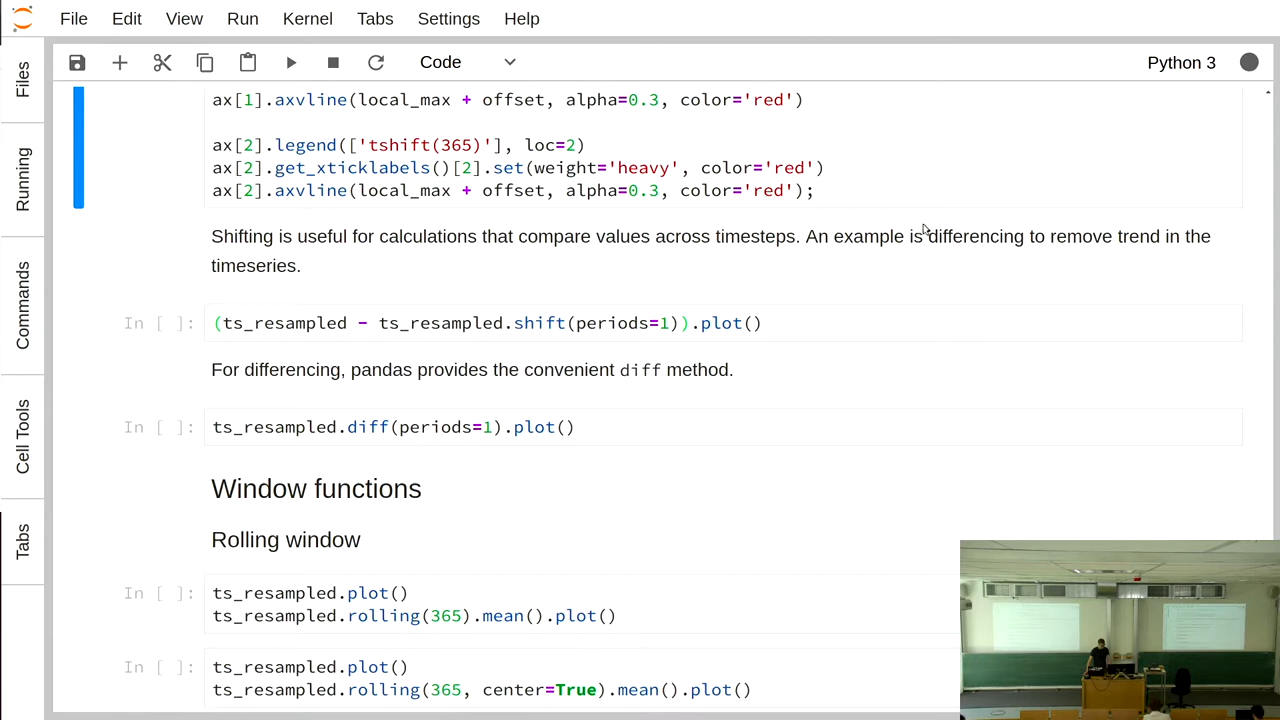 File Edit View Run Kernel Tabs Settings Help
Code
Python 3
Files
Running
Commands
Cell Tools
Tabs
ax[1].axvline(local_max + offset, alpha=0.3, color='red')
ax[2].legend(['tshift(365)'], loc=2)
ax[2].get_xticklabels()[2].set(weight='heavy', color='red')
ax[2].axvline(local_max + offset, alpha=0.3, color='red');
Shifting is useful for calculations that compare values across timesteps. An example is differencing to remove trend in the
timeseries.
In [ ]: (ts_resampled - ts_resampled.shift(periods=1)).plot()
For differencing, pandas provides the convenient diff method.
In [ ]: ts_resampled.diff(periods=1).plot()
Window functions
Rolling window
In [ ]: ts_resampled.plot()
ts_resampled.rolling(365).mean().plot()
In [ ]: ts_resampled.plot()
ts_resampled.rolling(365, center=True).mean().plot()